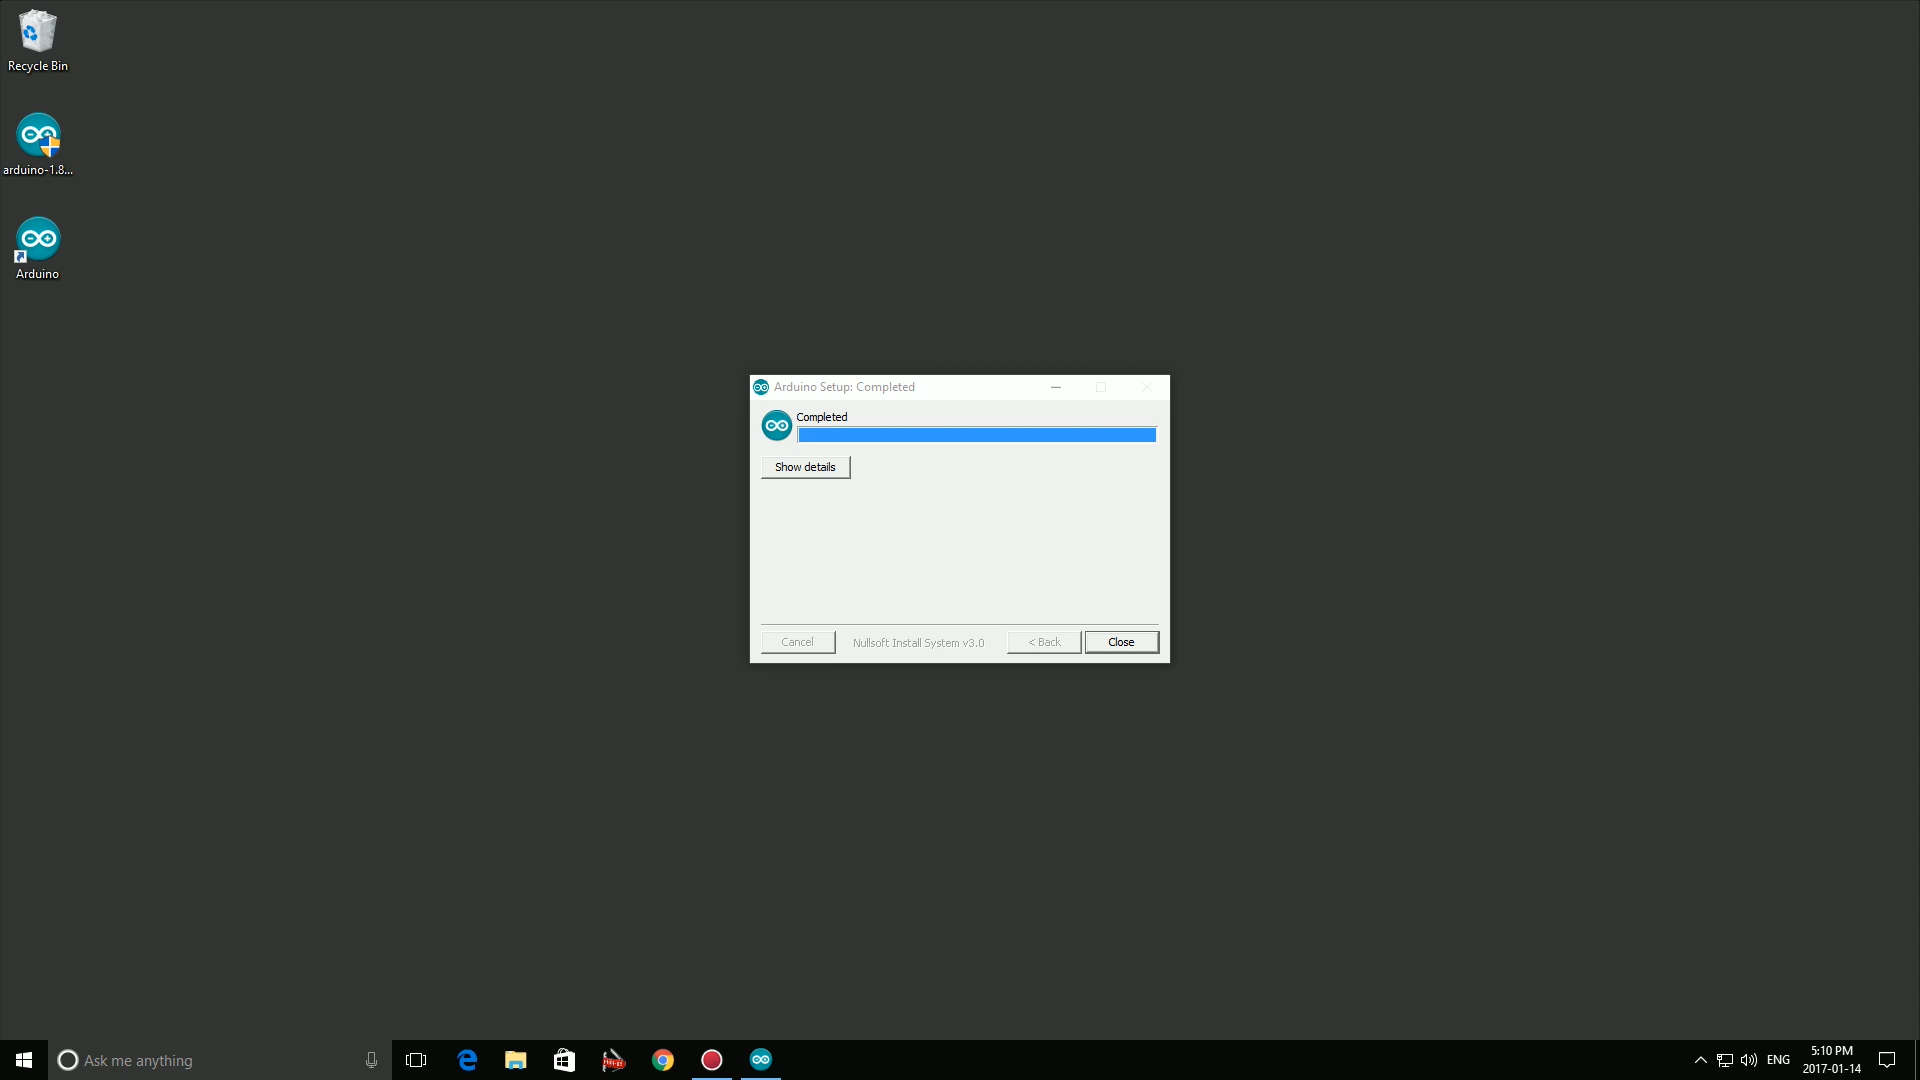 Recycle Bin
arduino-1.8...
Arduino
Arduino Setup: Completed
Completed
Show details
Cancel
Nullsoft Install System v3.0
< Back
Close
Ask me anything
ENG
5:10 PM
2017-01-14